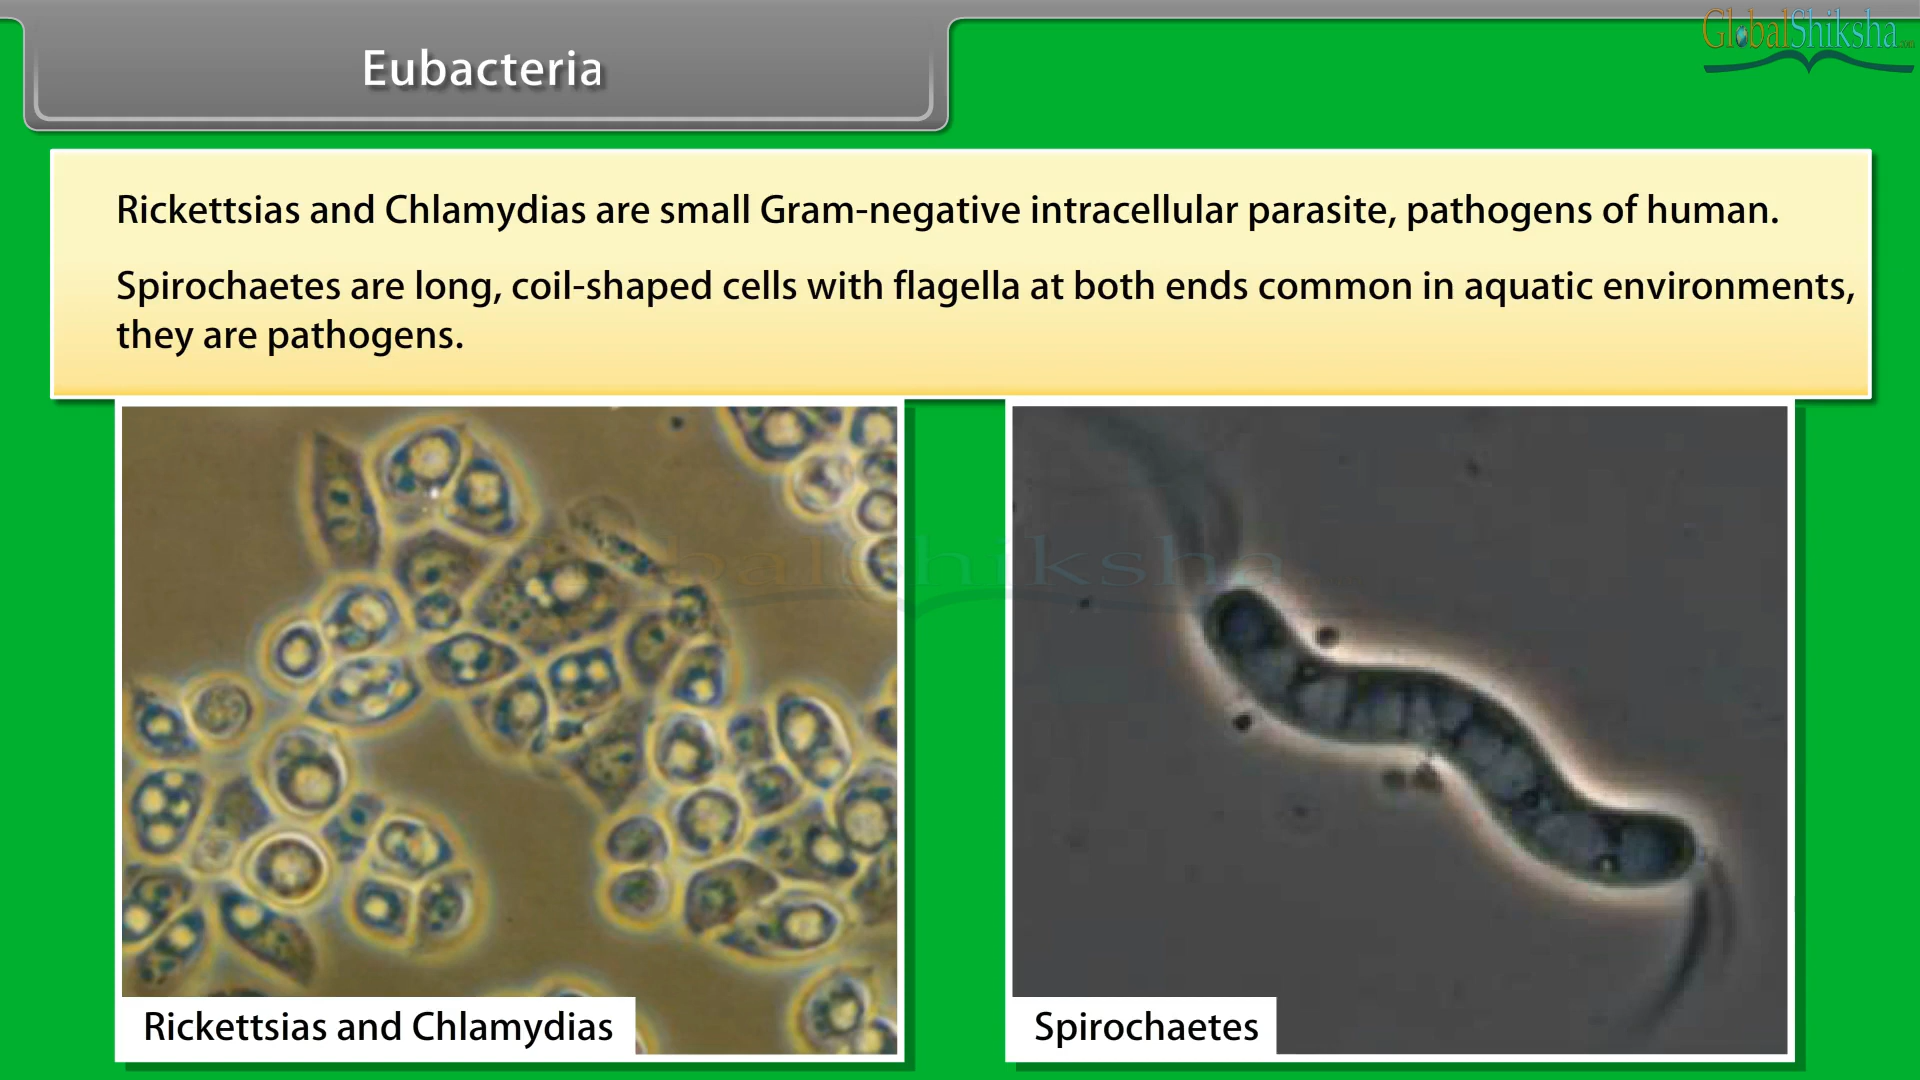 Eubacteria
GlobalShiksha.com
Rickettsias and Chlamydias are small Gram-negative intracellular parasite, pathogens of human.
Spirochaetes are long, coil-shaped cells with flagella at both ends common in aquatic environments,
they are pathogens.
Rickettsias and Chlamydias
Spirochaetes